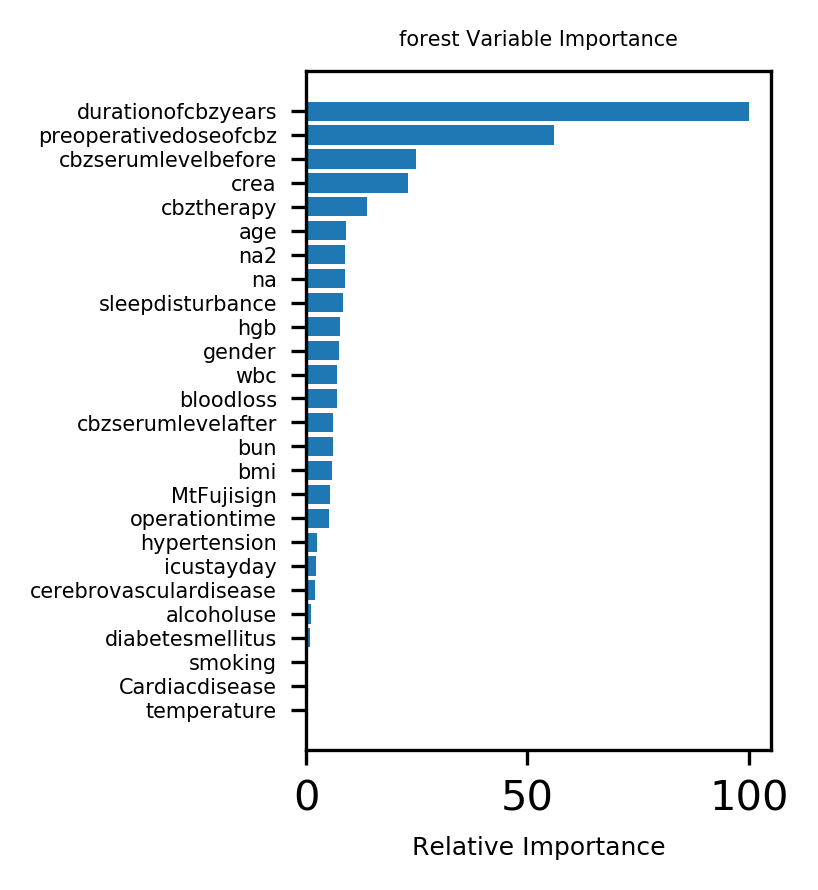 forest Variable Importance
durationofcbzyears
preoperativedoseofcbz
cbzserumlevelbefore
crea
cbztherapy
age
na2
na
sleepdisturbance
hgb
gender
wbc
bloodloss
cbzserumlevelafter
bun
bmi
MtFujisign
operationtime
hypertension
icustayday
cerebrovasculardisease
alcoholuse
diabetesmellitus
smoking
Cardiacdisease
temperature
0 50 100
Relative Importance